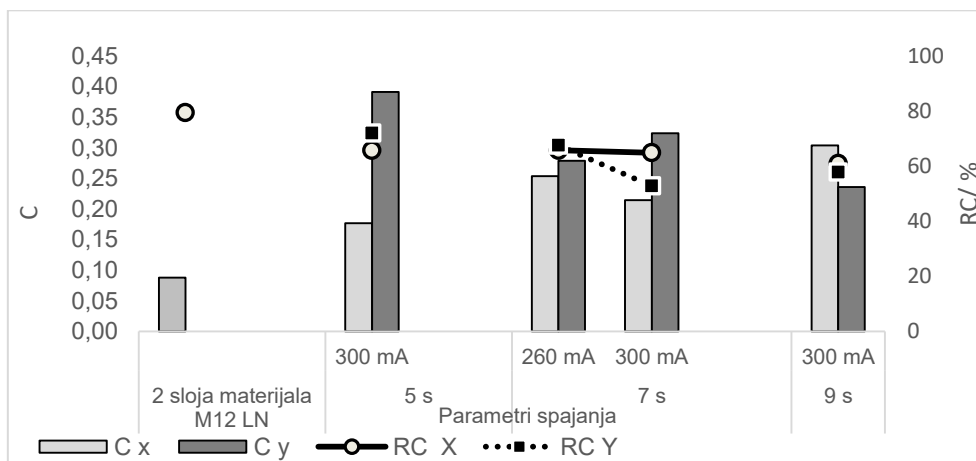 0,45
0,40
0,35
0,30
0,25
0,20
0,15
0,10
0,05
0,00
C
100
80
60
40
20
0
RC/ %
300 mA
260 mA
300 mA
300 mA
2 sloja materijala
M12 LN
5 s
7 s
9 s
Parametri spajanja
C x
C y
RC X
RC Y